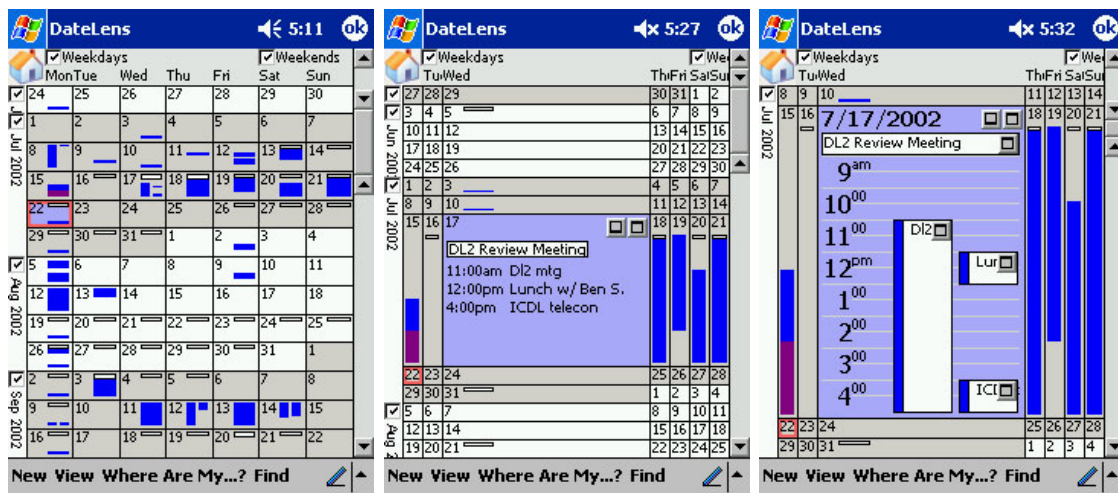 DateLens 5:11 ok
Weekdays Weekends
Mon Tue Wed Thu Fri Sat Sun
24 25 26 27 28 29 30
Jul 2002
1 2 3 4 5 6 7
8 9 10 11 12 13 14
15 16 17 18 19 20 21
22 23 24 25 26 27 28
29 30 31 1 2 3 4
Aug 2002
5 6 7 8 9 10 11
12 13 14 15 16 17 18
19 20 21 22 23 24 25
26 27 28 29 30 31 1
Sep 2002
2 3 4 5 6 7 8
9 10 11 12 13 14 15
16 17 18 19 20 21 22
New View Where Are My...? Find
DateLens 5:27 ok
Weekdays We
Tu Wed Th Fri Sa Sun
27 28 29 30 31 1 2
Jun 2002
3 4 5 6 7 8 9
10 11 12 13 14 15 16
17 18 19 20 21 22 23
24 25 26 27 28 29 30
Jul 2002
1 2 3 4 5 6 7
8 9 10 11 12 13 14
15 16 17 18 19 20 21
DL2 Review Meeting
11:00am Dl2 mtg
12:00pm Lunch w/ Ben S.
4:00pm ICDL telecon
22 23 24 25 26 27 28
29 30 31 1 2 3 4
Aug 2
5 6 7 8 9 10 11
12 13 14 15 16 17 18
19 20 21 22 23 24 25
New View Where Are My...? Find
DateLens 5:32 ok
Weekdays We
Tu Wed Th Fri Sa Sun
8 9 10 11 12 13 14
Jul 2002
15 16 7/17/2002 18 19 20 21
DL2 Review Meeting
9am
10 00
11 00 Dl2
12pm Lun
1 00
2 00
3 00
4 00 ICD
22 23 24 25 26 27 28
29 30 31 1 2 3 4
New View Where Are My...? Find